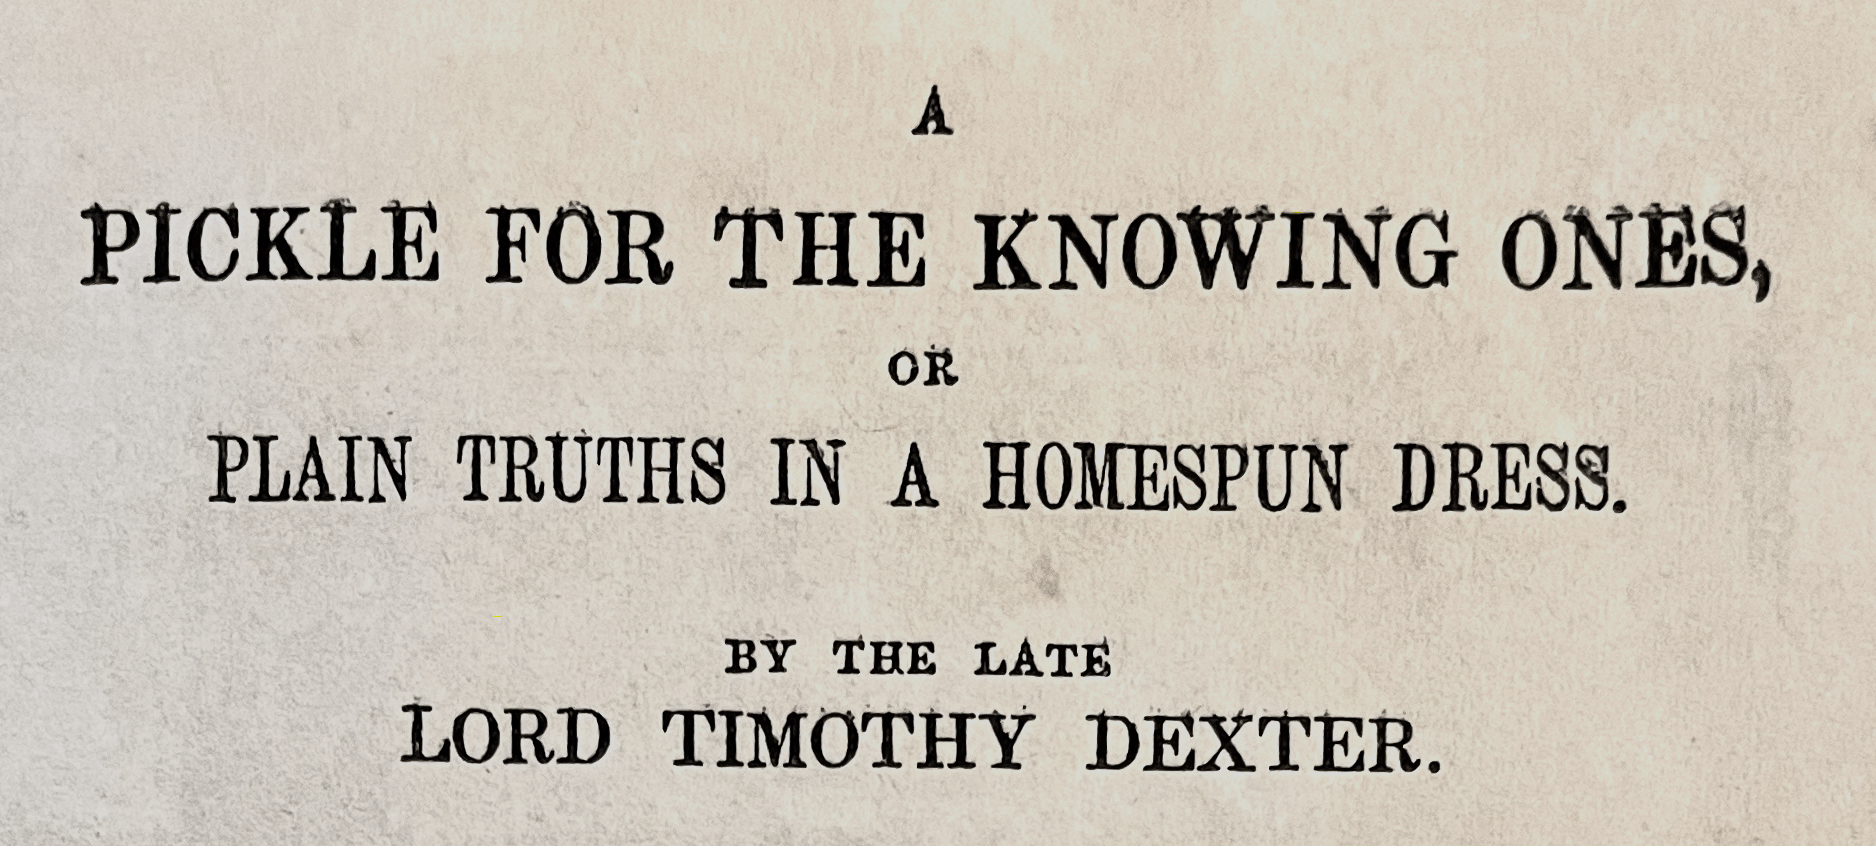 A
PICKLE FOR THE KNOWING ONES,
OR
PLAIN TRUTHS IN A HOMESPUN DRESS.
BY THE LATE
LORD TIMOTHY DEXTER.